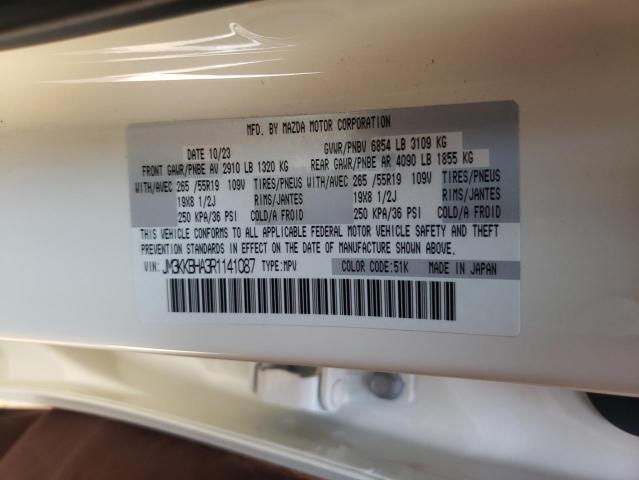 MFD. BY MAZDA MOTOR CORPORATION
DATE 10/23 GVWR/PNBV 6854 LB 3109 KG
FRONT GAWR/PNBE AV 2910 LB 1320 KG REAR GAWR/PNBE AR 4090 LB 1855 KG
WITH/AVEC 265 /55R19 109V TIRES/PNEUS WITH/AVEC 265 /55R19 109V TIRES/PNEUS
19X8 1/2J RIMS/JANTES 19X8 1/2J RIMS/JANTES
250 KPA/36 PSI COLD/A FROID 250 KPA/36 PSI COLD/A FROID
THIS VEHICLE CONFORMS TO ALL APPLICABLE FEDERAL MOTOR VEHICLE SAFETY AND THEFT
PREVENTION STANDARDS IN EFFECT ON THE DATE OF MANUFACTURE SHOWN ABOVE.
VIN: JM3KKBHA3R1141087 TYPE:MPV COLOR CODE:51K MADE IN JAPAN